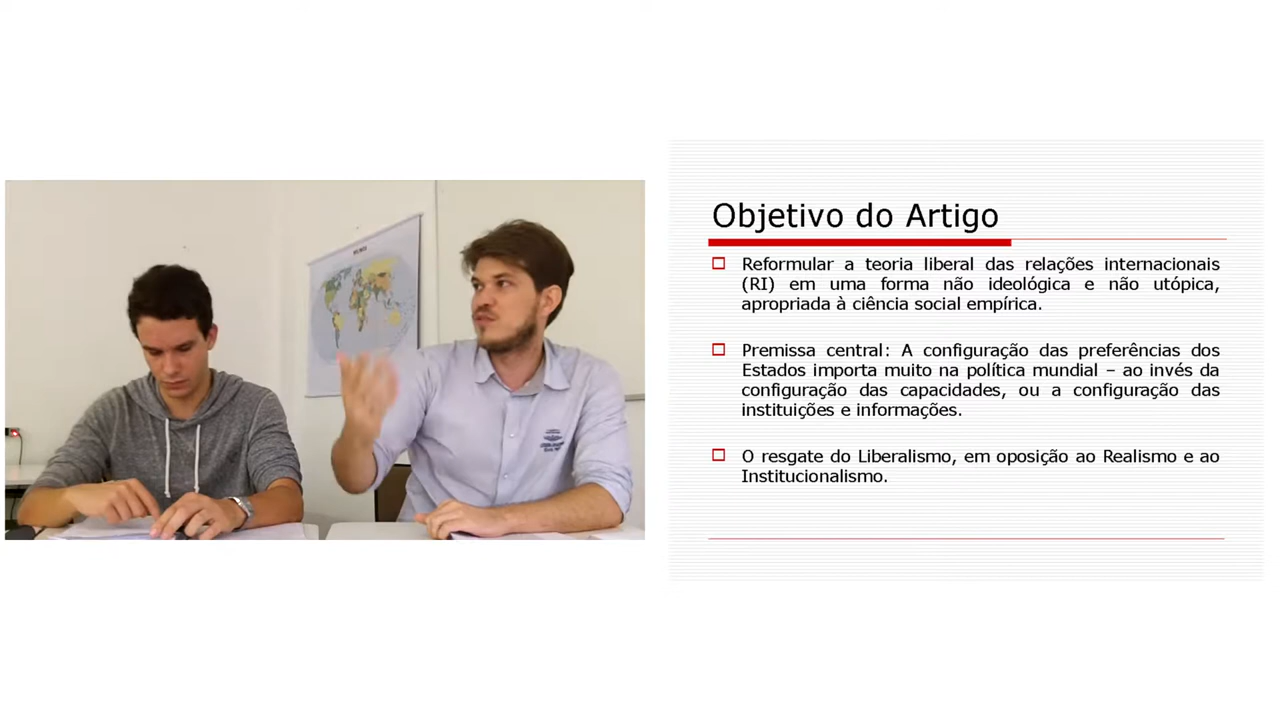 Objetivo do Artigo
Reformular a teoria liberal das relações internacionais
(RI) em uma forma não ideológica e não utópica,
apropriada à ciência social empírica.
Premissa central: A configuração das preferências dos
Estados importa muito na política mundial – ao invés da
configuração das capacidades, ou a configuração das
instituições e informações.
O resgate do Liberalismo, em oposição ao Realismo e ao
Institucionalismo.